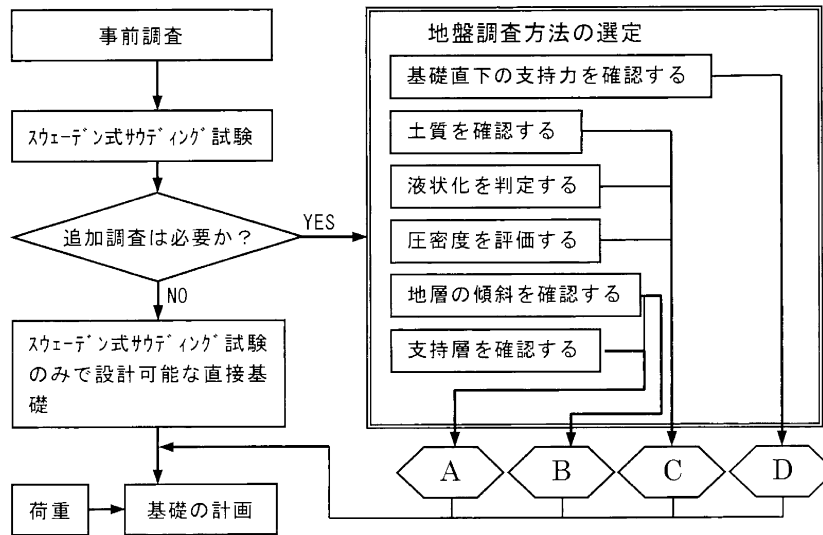 事前調査
スウェーデン式サウディング試験
追加調査は必要か？
YES
NO
スウェーデン式サウディング試験
のみで設計可能な直接基
礎
荷重
基礎の計画
地盤調査方法の選定
基礎直下の支持力を確認する
土質を確認する
液状化を判定する
圧密度を評価する
地層の傾斜を確認する
支持層を確認する
A
B
C
D